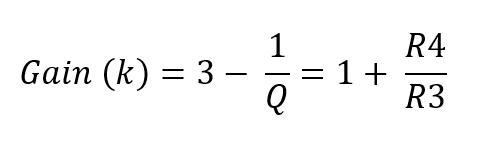 Gain (k) = 3 − 1/Q = 1 + R4/R3